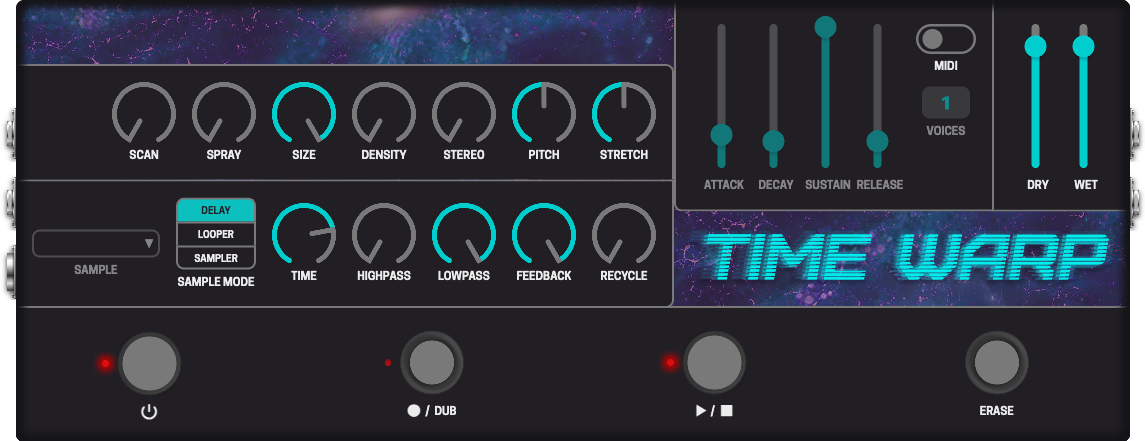 MIDI
1
VOICES
SCAN SPRAY SIZE DENSITY STEREO PITCH STRETCH
ATTACK DECAY SUSTAIN RELEASE
DRY WET
DELAY
LOOPER
SAMPLER
SAMPLE
SAMPLE MODE
TIME HIGHPASS LOWPASS FEEDBACK RECYCLE
TIME WARP
/ DUB
/
ERASE